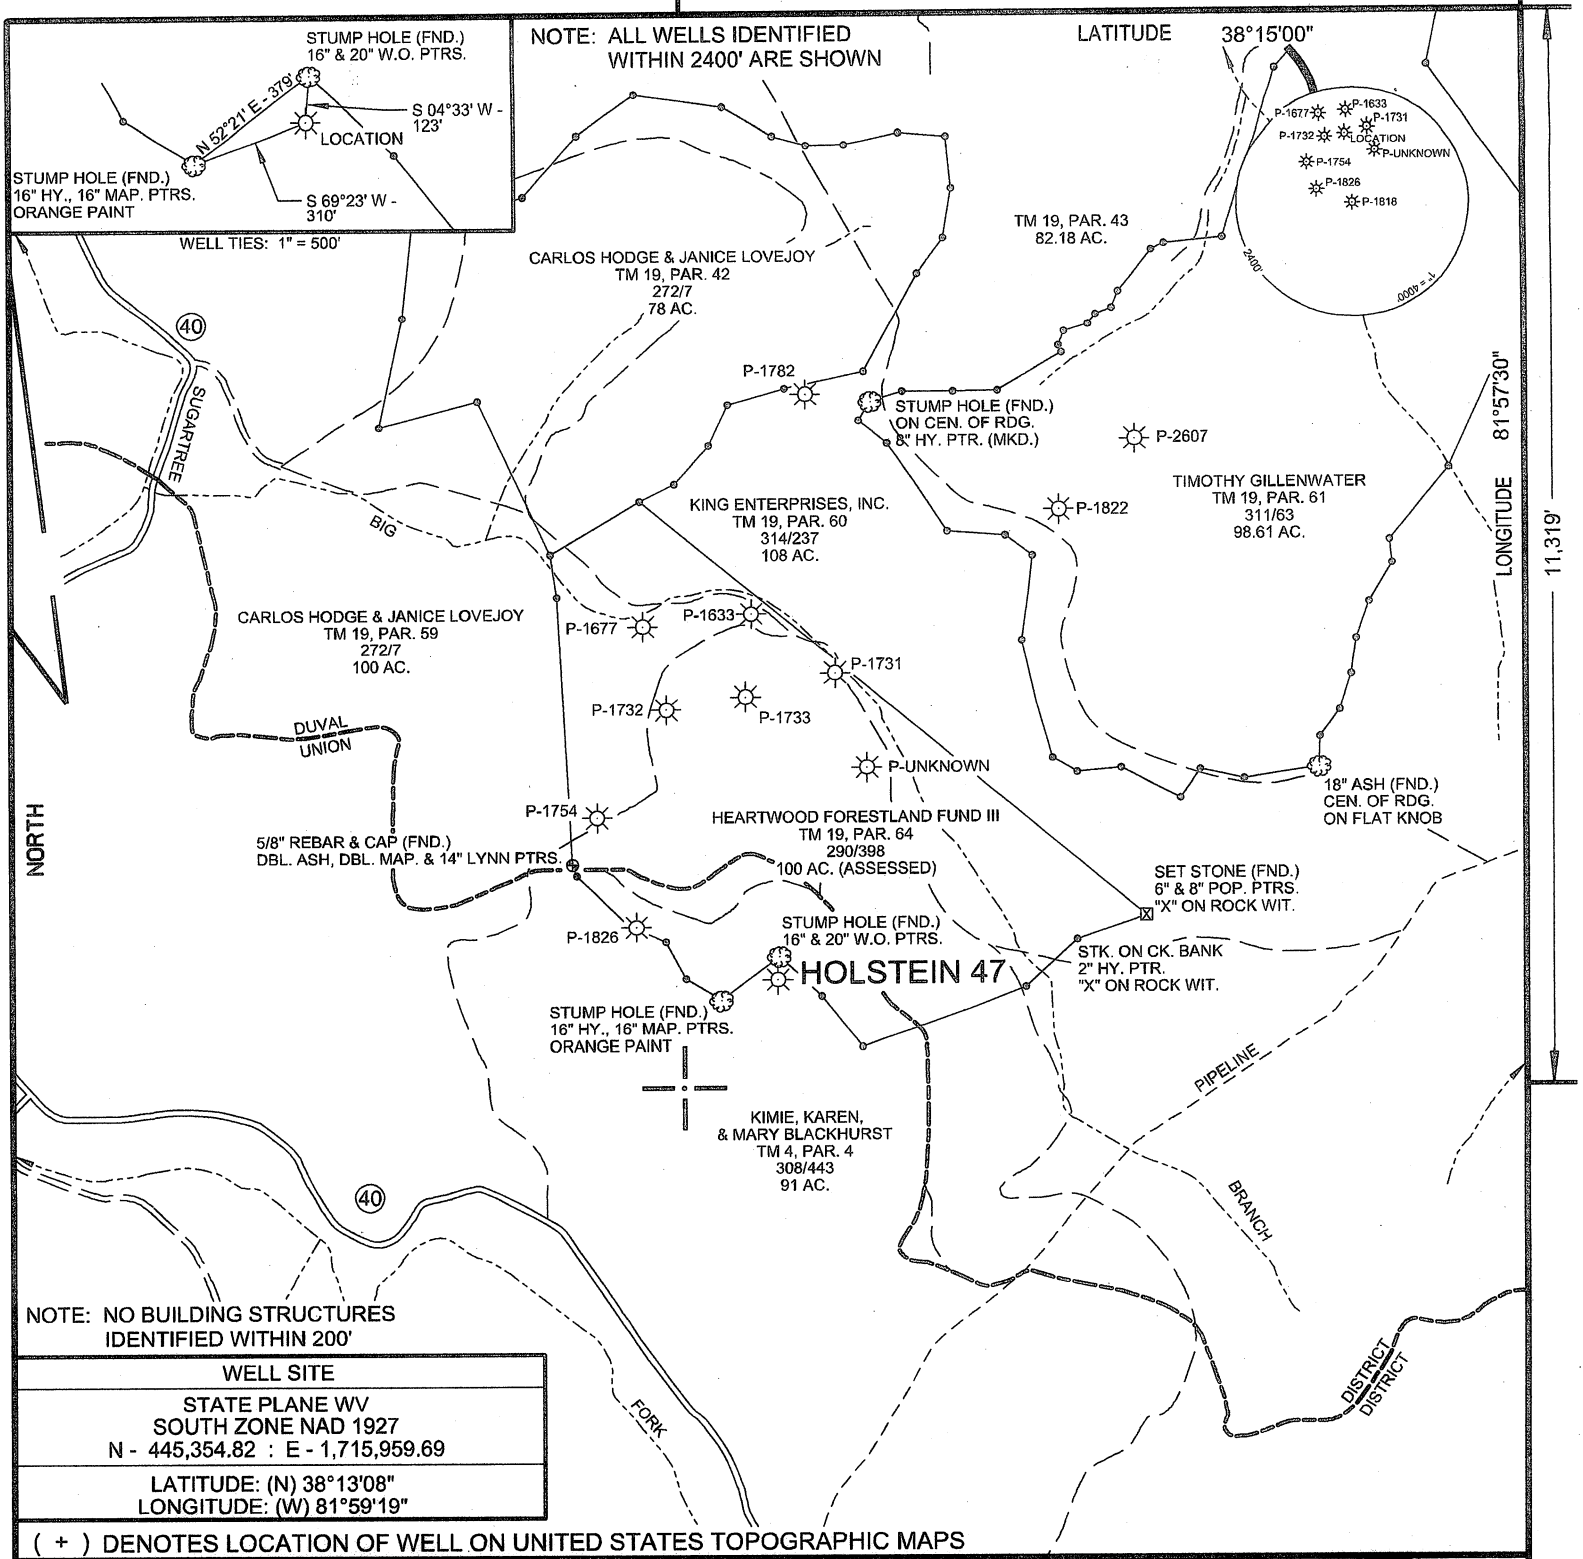 STUMP HOLE (FND.)
16" & 20" W.O. PTRS.
N 52°21' E - 379'
S 04°33' W -
123'
LOCATION
STUMP HOLE (FND.)
16" HY., 16" MAP. PTRS.
ORANGE PAINT
S 69°23' W -
310'
WELL TIES: 1" = 500'
NOTE: ALL WELLS IDENTIFIED
WITHIN 2400' ARE SHOWN
LATITUDE 38°15'00"
P-1677
P-1633
P-1731
P-1732
LOCATION
P-UNKNOWN
P-1754
P-1826
P-1818
2400'
1" = 4000'
TM 19, PAR. 43
82.18 AC.
CARLOS HODGE & JANICE LOVEJOY
TM 19, PAR. 42
272/7
78 AC.
40
SUGARTREE
P-1782
STUMP HOLE (FND.)
ON CEN. OF RDG.
8" HY. PTR. (MKD.)
P-2607
LONGITUDE 81°57'30"
11,319'
TIMOTHY GILLENWATER
TM 19, PAR. 61
311/63
98.61 AC.
P-1822
KING ENTERPRISES, INC.
TM 19, PAR. 60
314/237
108 AC.
BIG
CARLOS HODGE & JANICE LOVEJOY
TM 19, PAR. 59
272/7
100 AC.
P-1677
P-1633
P-1731
P-1732
P-1733
DUVAL
UNION
P-UNKNOWN
18" ASH (FND.)
CEN. OF RDG.
ON FLAT KNOB
NORTH
P-1754
5/8" REBAR & CAP (FND.)
DBL. ASH, DBL. MAP. & 14" LYNN PTRS.
HEARTWOOD FORESTLAND FUND III
TM 19, PAR. 64
290/398
100 AC. (ASSESSED)
SET STONE (FND.)
6" & 8" POP. PTRS.
"X" ON ROCK WIT.
P-1826
STUMP HOLE (FND.)
16" & 20" W.O. PTRS.
HOLSTEIN 47
STK. ON CK. BANK
2" HY. PTR.
"X" ON ROCK WIT.
STUMP HOLE (FND.)
16" HY., 16" MAP. PTRS.
ORANGE PAINT
PIPELINE
KIMIE, KAREN,
& MARY BLACKHURST
TM 4, PAR. 4
308/443
91 AC.
40
BRANCH
NOTE: NO BUILDING STRUCTURES
IDENTIFIED WITHIN 200'
DISTRICT
DISTRICT
FORK
WELL SITE
STATE PLANE WV
SOUTH ZONE NAD 1927
N - 445,354.82 : E - 1,715,959.69
LATITUDE: (N) 38°13'08"
LONGITUDE: (W) 81°59'19"
( + ) DENOTES LOCATION OF WELL ON UNITED STATES TOPOGRAPHIC MAPS